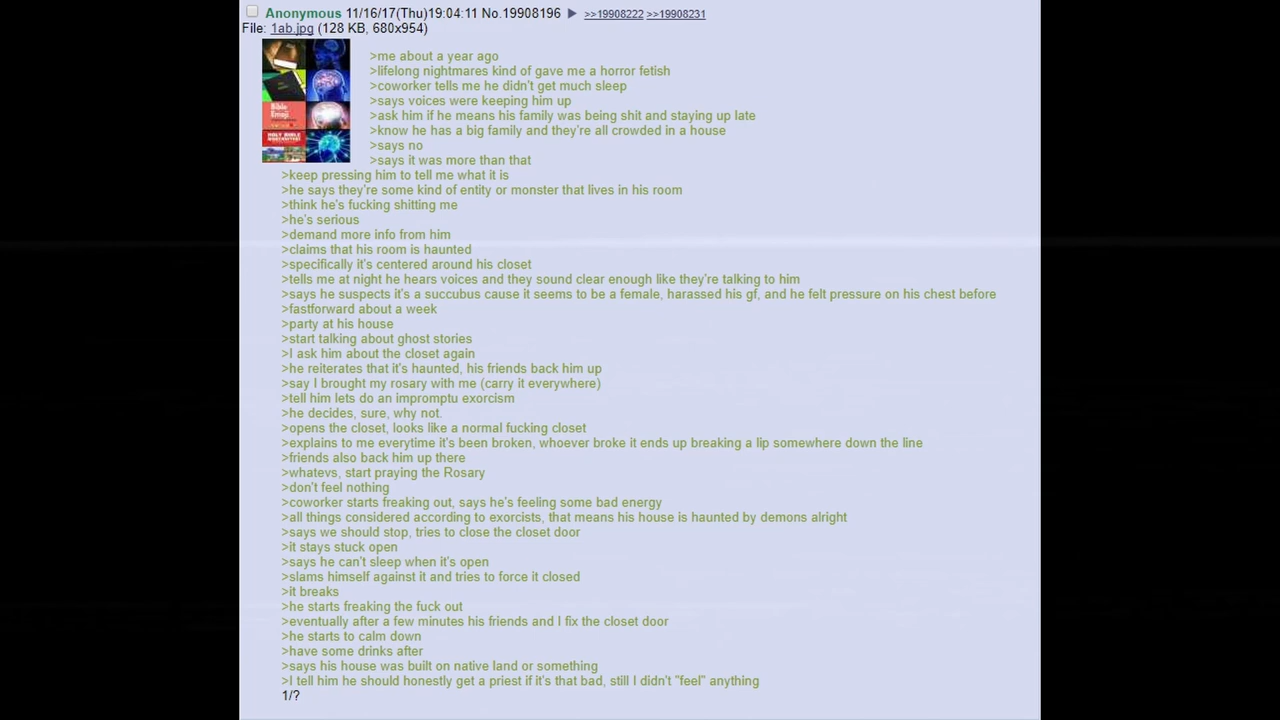 Anonymous 11/16/17(Thu)19:04:11 No.19908196 ▶ >>19908222 >>19908231
File: 1ab.jpg (128 KB, 680x954)
Bible
Emoji
HOLY BIBLE
>me about a year ago
>lifelong nightmares kind of gave me a horror fetish
>coworker tells me he didn't get much sleep
>says voices were keeping him up
>ask him if he means his family was being shit and staying up late
>know he has a big family and they're all crowded in a house
>says no
>says it was more than that
>keep pressing him to tell me what it is
>he says they're some kind of entity or monster that lives in his room
>think he's fucking shitting me
>he's serious
>demand more info from him
>claims that his room is haunted
>specifically it's centered around his closet
>tells me at night he hears voices and they sound clear enough like they're talking to him
>says he suspects it's a succubus cause it seems to be a female, harassed his gf, and he felt pressure on his chest before
>fastforward about a week
>party at his house
>start talking about ghost stories
>I ask him about the closet again
>he reiterates that it's haunted, his friends back him up
>say I brought my rosary with me (carry it everywhere)
>tell him lets do an impromptu exorcism
>he decides, sure, why not.
>opens the closet, looks like a normal fucking closet
>explains to me everytime it's been broken, whoever broke it ends up breaking a lip somewhere down the line
>friends also back him up there
>whatevs, start praying the Rosary
>don't feel nothing
>coworker starts freaking out, says he's feeling some bad energy
>all things considered according to exorcists, that means his house is haunted by demons alright
>says we should stop, tries to close the closet door
>it stays stuck open
>says he can't sleep when it's open
>slams himself against it and tries to force it closed
>it breaks
>he starts freaking the fuck out
>eventually after a few minutes his friends and I fix the closet door
>he starts to calm down
>have some drinks after
>says his house was built on native land or something
>I tell him he should honestly get a priest if it's that bad, still I didn't "feel" anything
1/?